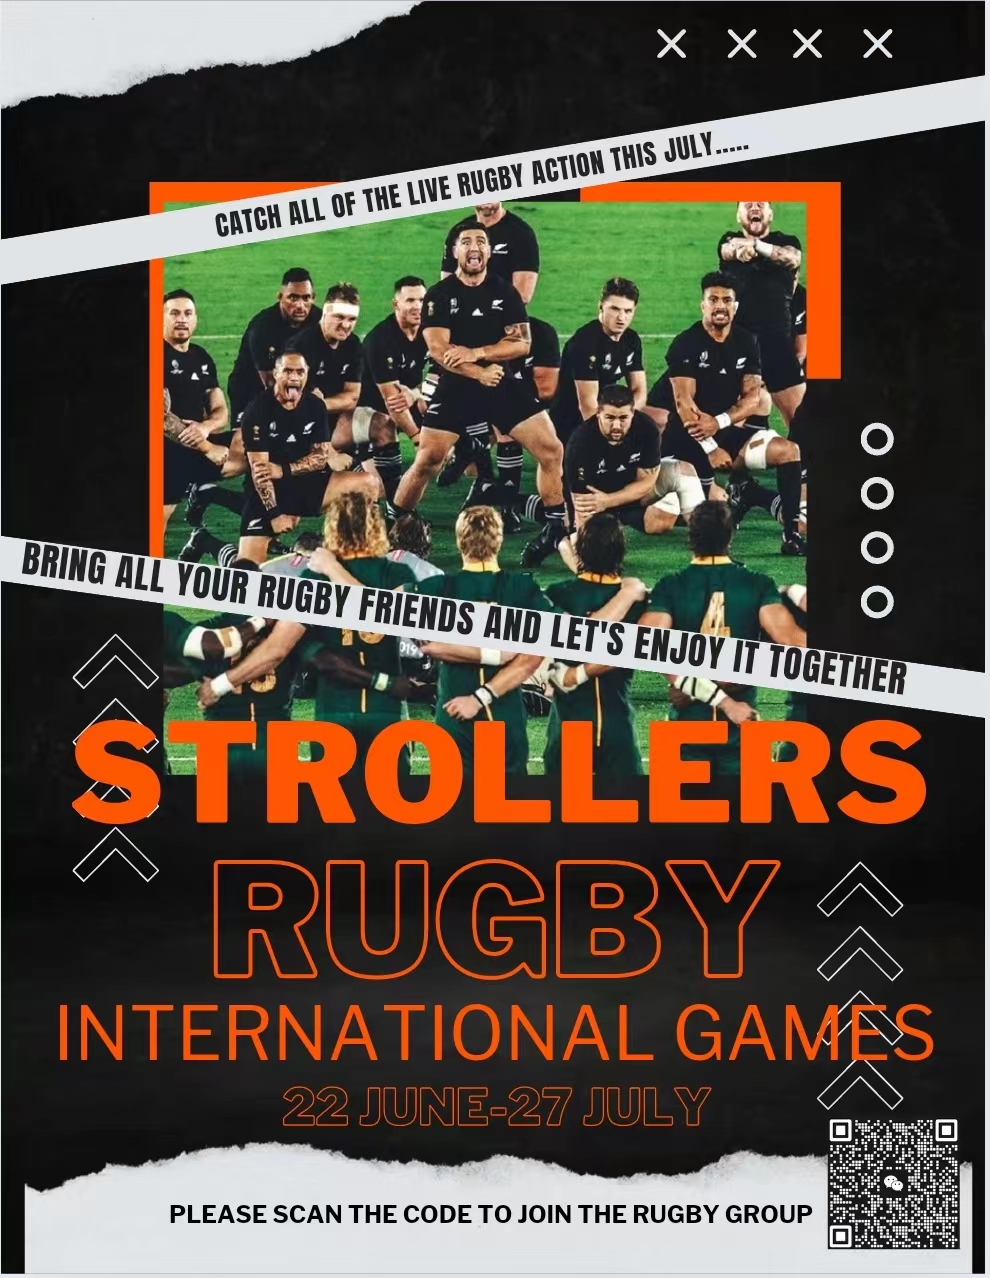 CATCH ALL OF THE LIVE RUGBY ACTION THIS JULY.....
BRING ALL YOUR RUGBY FRIENDS AND LET'S ENJOY IT TOGETHER
STROLLERS
RUGBY
INTERNATIONAL GAMES
22 JUNE-27 JULY
PLEASE SCAN THE CODE TO JOIN THE RUGBY GROUP